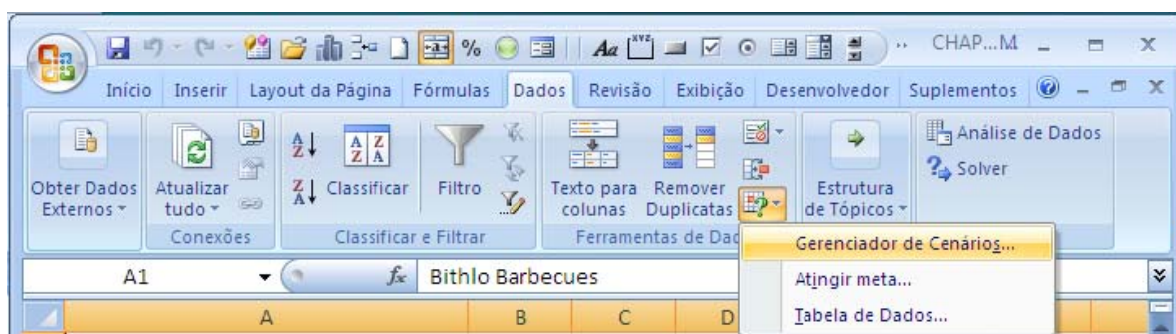 Aa XYZ CHAP...M
Início Inserir Layout da Página Fórmulas Dados Revisão Exibição Desenvolvedor Suplementos
Obter Dados Externos
Atualizar tudo
Conexões
A Z
Z A
Classificar
Filtro
Classificar e Filtrar
Texto para colunas
Remover Duplicatas
Ferramentas de Dad
Estrutura de Tópicos
Análise de Dados
Solver
Gerenciador de Cenários...
Atingir meta...
Tabela de Dados...
A1 fx Bithlo Barbecues
A B C D